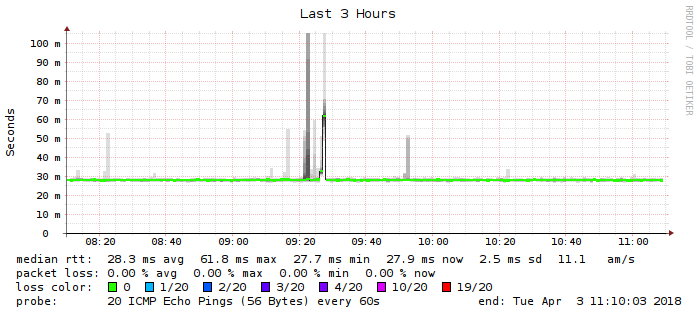 Last 3 Hours
RRDTOOL / TOBI OETIKER
Seconds
100 m
90 m
80 m
70 m
60 m
50 m
40 m
30 m
20 m
10 m
0
08:20 08:40 09:00 09:20 09:40 10:00 10:20 10:40 11:00
median rtt: 28.3 ms avg 61.8 ms max 27.7 ms min 27.9 ms now 2.5 ms sd 11.1 am/s
packet loss: 0.00 % avg 0.00 % max 0.00 % min 0.00 % now
loss color: 0 1/20 2/20 3/20 4/20 10/20 19/20
probe: 20 ICMP Echo Pings (56 Bytes) every 60s end: Tue Apr 3 11:10:03 2018